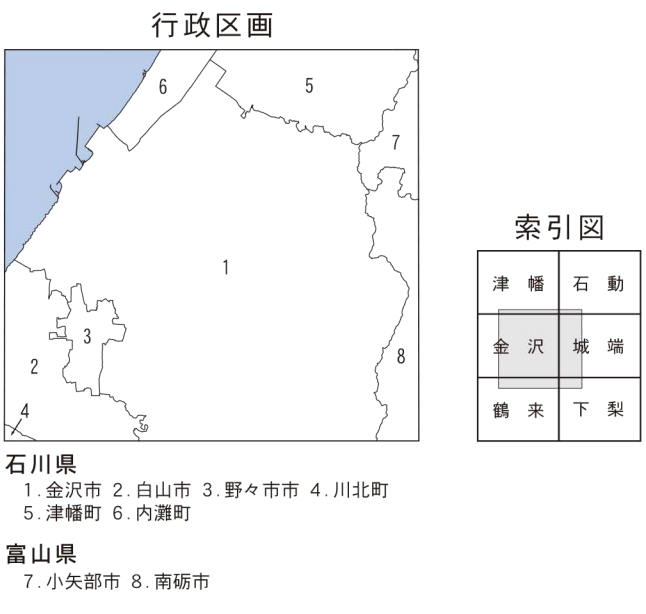 行政区画
6
5
7
1
3
2
8
4
索引図
津 幡 石 動
金 沢 城 端
鶴 来 下 梨
石川県
1.金沢市 2.白山市 3.野々市市 4.川北町
5.津幡町 6.内灘町
富山県
7.小矢部市 8.南砺市